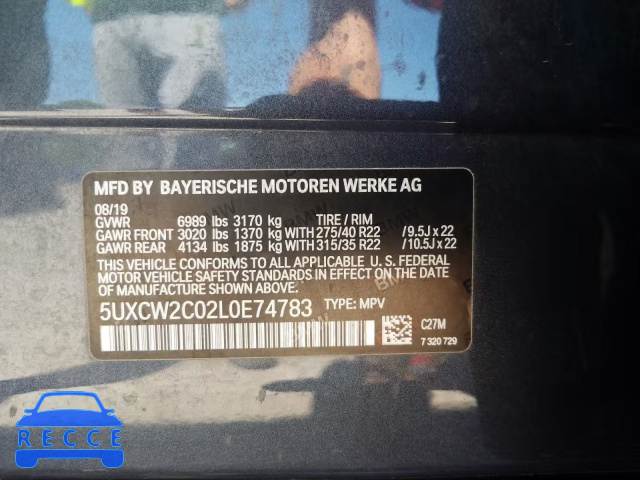 MFD BY BAYERISCHE MOTOREN WERKE AG
08/19
GVWR 6989 lbs 3170 kg TIRE / RIM
GAWR FRONT 3020 lbs 1370 kg WITH 275/40 R22 / 9.5J x 22
GAWR REAR 4134 lbs 1875 kg WITH 315/35 R22 / 10.5J x 22
THIS VEHICLE CONFORMS TO ALL APPLICABLE U. S. FEDERAL
MOTOR VEHICLE SAFETY STANDARDS IN EFFECT ON THE DATE
OF MANUFACTURE SHOWN ABOVE.
5UXCW2C02L0E74783 TYPE: MPV
C27M
7 320 729
RECCE